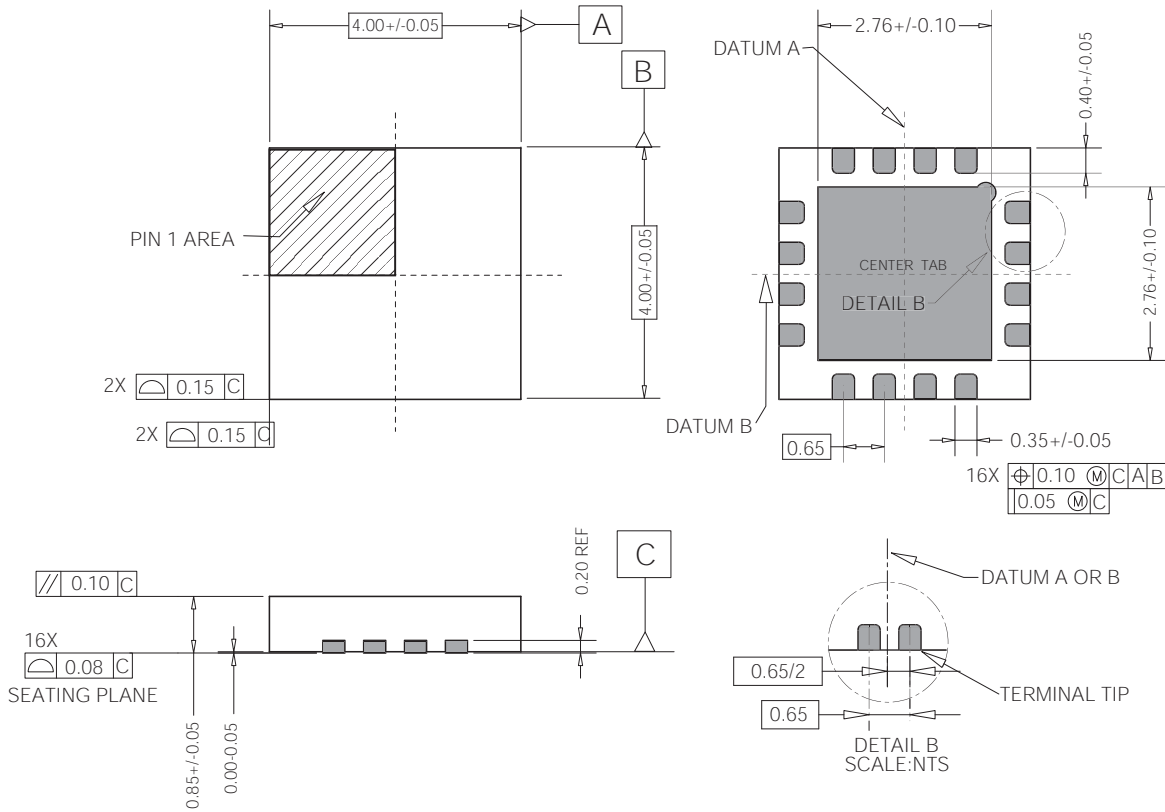 4.00+/-0.05
A
B
PIN 1 AREA
4.00+/-0.05
2X ⌓ 0.15 C
2X ⌓ 0.15 C
2.76+/-0.10
DATUM A
0.40+/-0.05
CENTER TAB
DETAIL B
2.76+/-0.10
DATUM B
0.65
0.35+/-0.05
16X ⌖ 0.10 Ⓜ C A B
0.05 Ⓜ C
// 0.10 C
16X
⌓ 0.08 C
SEATING PLANE
0.85+/-0.05
0.00-0.05
0.20 REF
C
DATUM A OR B
0.65/2
TERMINAL TIP
0.65
DETAIL B
SCALE:NTS